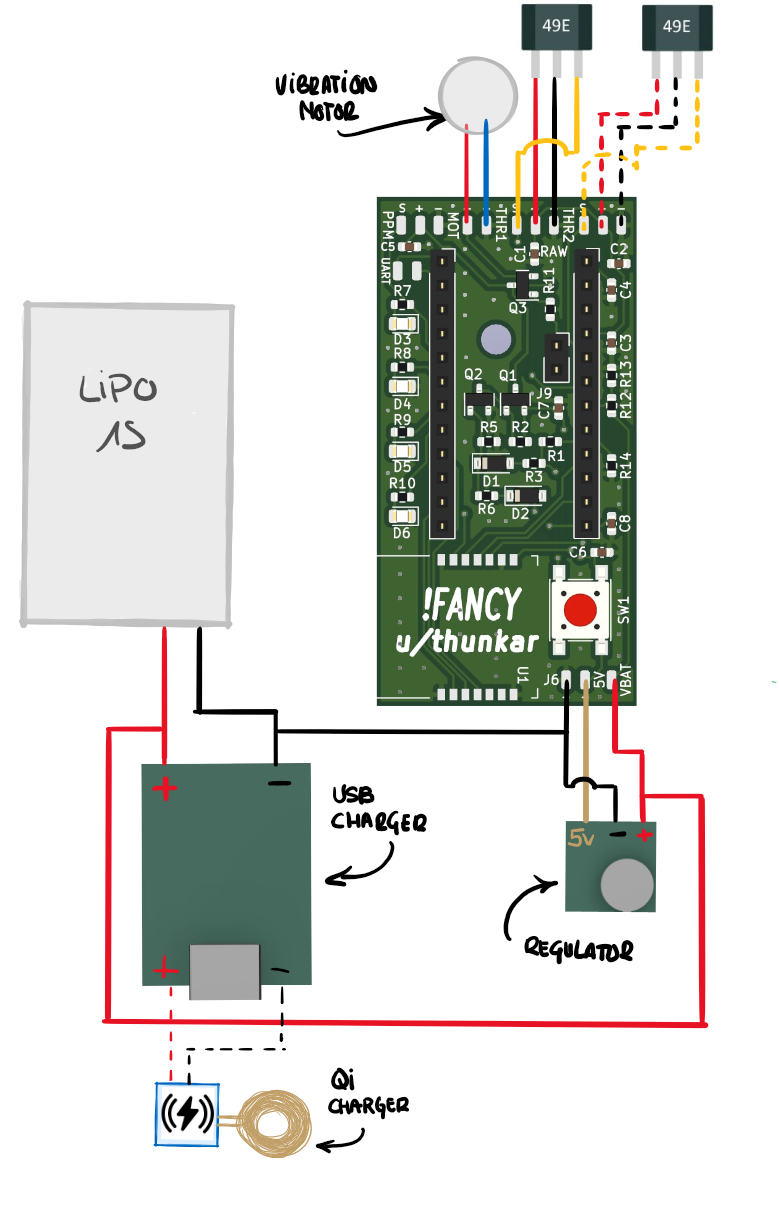 49E
49E
VIBRATION
MOTOR
S + -
PPM
MOT
THR1
THR2
C5
UART
C1
RAW
C2
R11
C4
R7
Q3
D3
R8
C3
R13
Q2
Q1
J9
R12
D4
C7
R9
R5
R2
R1
D5
D1
R3
R14
R10
R6
D2
D6
C8
C6
LiPO
1S
!FANCY
u/thunkar
SW1
U1
J6
5V
VBAT
+ -
USB
CHARGER
5V - +
REGULATOR
+ -
Qi
CHARGER